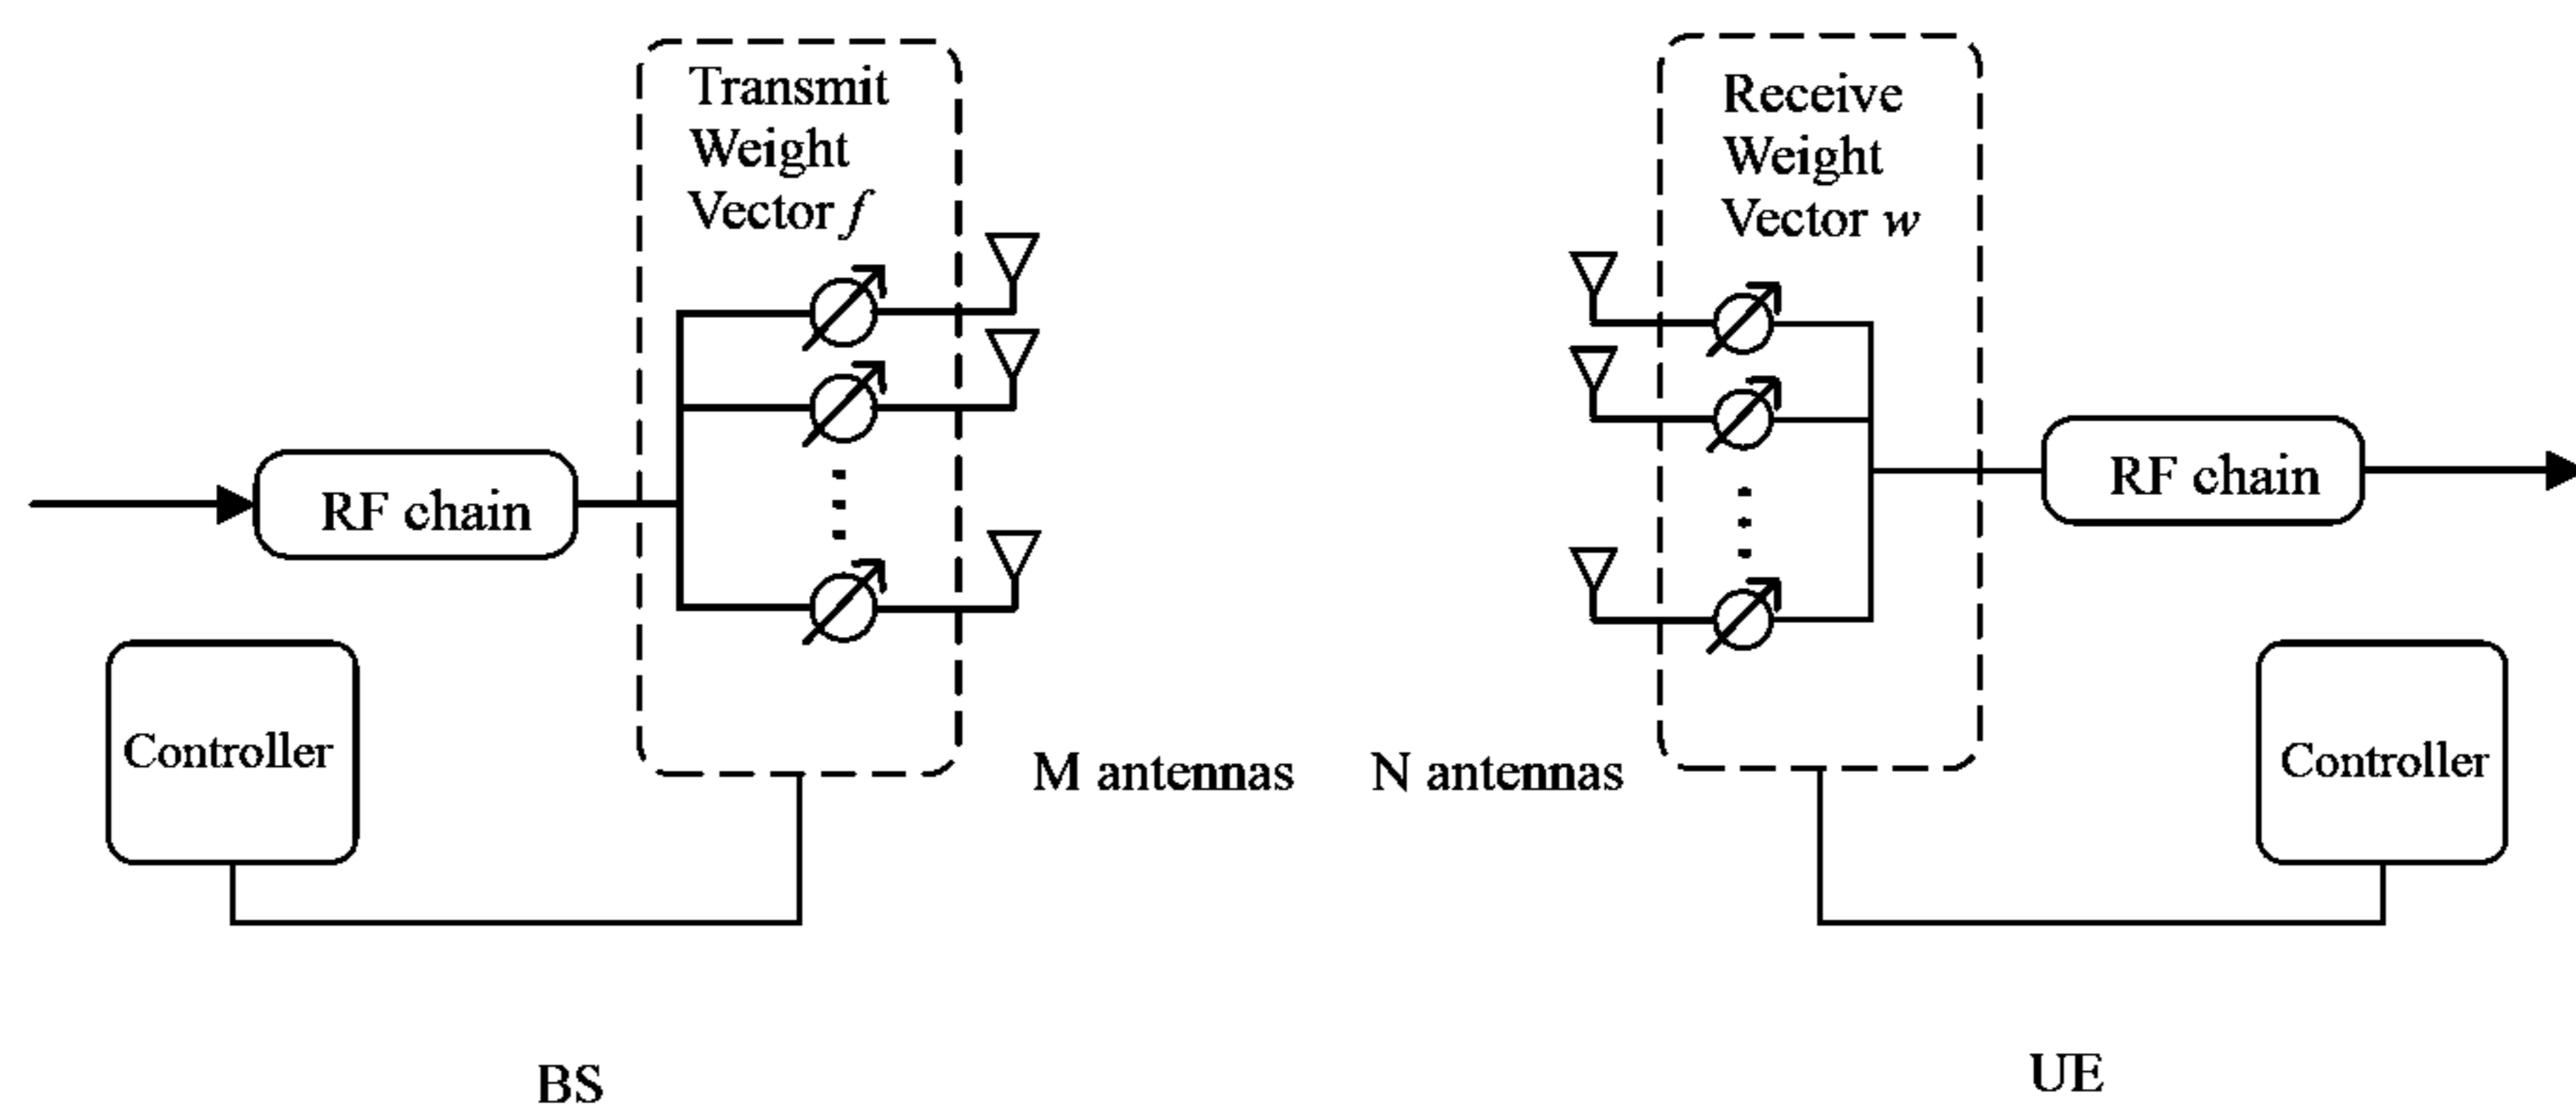 Transmit
Weight
Vector f
Receive
Weight
Vector w
RF chain
RF chain
Controller
Controller
M antennas
N antennas
BS
UE